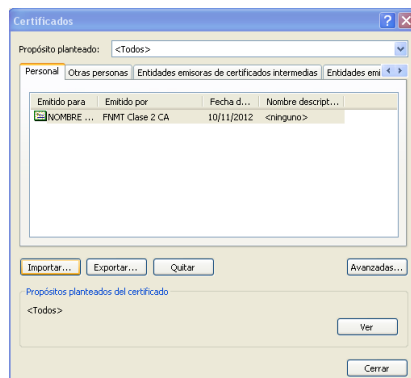 Certificados
Propósito planteado: <Todos>
Personal Otras personas Entidades emisoras de certificados intermedias Entidades emi
Emitido para Emitido por Fecha d... Nombre descript...
NOMBRE ... FNMT Clase 2 CA 10/11/2012 <ninguno>
Importar... Exportar... Quitar Avanzadas...
Propósitos planteados del certificado
<Todos>
Ver
Cerrar